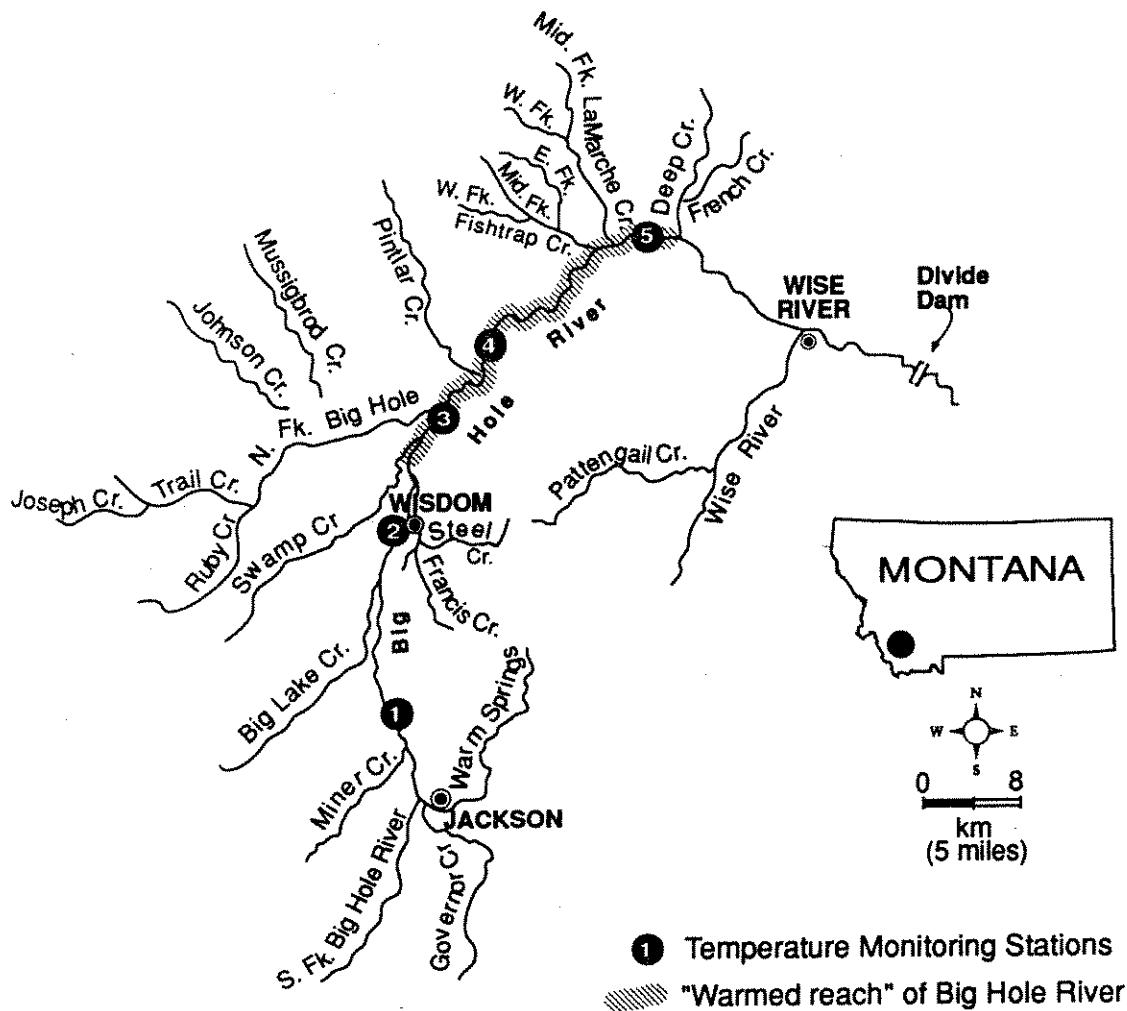 Mid. Fk. LaMarche Cr.
W. Fk.
E. Fk.
Mid. Fk.
W. Fk.
Fishtrap Cr.
Deep Cr.
French Cr.
Pintlar Cr.
Mussigbrod Cr.
Johnson Cr.
5
WISE
RIVER
Divide
Dam
4
River
3
Hole
N. Fk. Big Hole
Joseph Cr.
Trail Cr.
Ruby Cr
Swamp Cr
WISDOM
2
Steel
Cr.
Francis Cr.
Pattengail Cr.
Wise River
Big
Big Lake Cr.
1
Warm Springs
Miner Cr.
JACKSON
S. Fk. Big Hole River
Governor Cr
MONTANA
N
W E
S
0 8
km
(5 miles)
1 Temperature Monitoring Stations
"Warmed reach" of Big Hole River